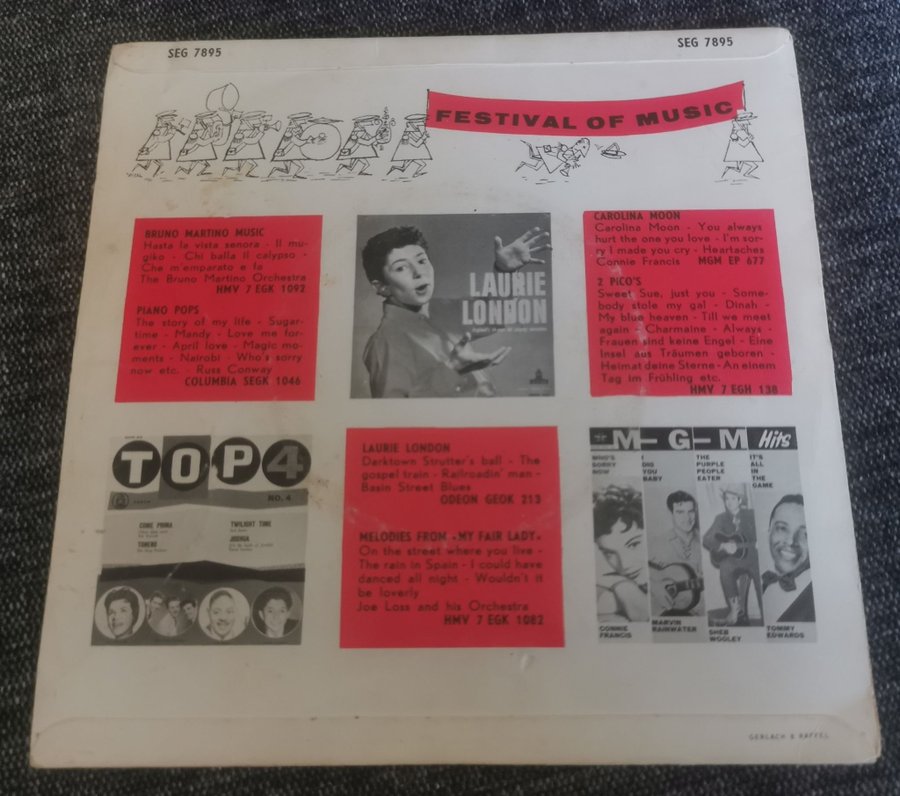 SEG 7895
SEG 7895
FESTIVAL OF MUSIC
BRUNO MARTINO MUSIC
Hasta la vista senora - Il mu-
giko - Chi balla il calypso -
Che m'emparato e fa
The Bruno Martino Orchestra
HMV 7 EGK 1092
PIANO POPS
The story of my life - Sugar-
time - Mandy - Love me for-
ever - April love - Magic mo-
ments - Nairobi - Who's sorry
now etc. - Russ Conway
COLUMBIA SEGK 1046
LAURIE
LONDON
CAROLINA MOON
Carolina Moon - You always
hurt the one you love - I'm sor-
ry I made you cry - Heartaches
Connie Francis MGM EP 677
2 PICO'S
Sweet Sue, just you - Some-
body stole my gal - Dinah -
My blue heaven - Till we meet
again - Charmaine - Always -
Frauen sind keine Engel - Eine
Insel aus Träumen geboren -
Heimat deine Sterne - An einem
Tag im Frühling etc.
HMV 7 EGH 138
TOP4
NO. 4
COME PRIMA
TWILIGHT TIME
TORERO
JOSHUA
LAURIE LONDON
Darktown Strutter's ball - The
gospel train - Railroadin' man -
Basin Street Blues
ODEON GEOK 213
MELODIES FROM »MY FAIR LADY«
On the street where you live -
The rain in Spain - I could have
danced all night - Wouldn't it
be loverly
Joe Loss and his Orchestra
HMV 7 EGK 1082
M-G-M Hits
WHO'S SORRY NOW
I DIG YOU BABY
THE PURPLE PEOPLE EATER
IT'S ALL IN THE GAME
CONNIE FRANCIS
MARVIN RAINWATER
SHEB WOOLEY
TOMMY EDWARDS
GERLACH & RAFFEL